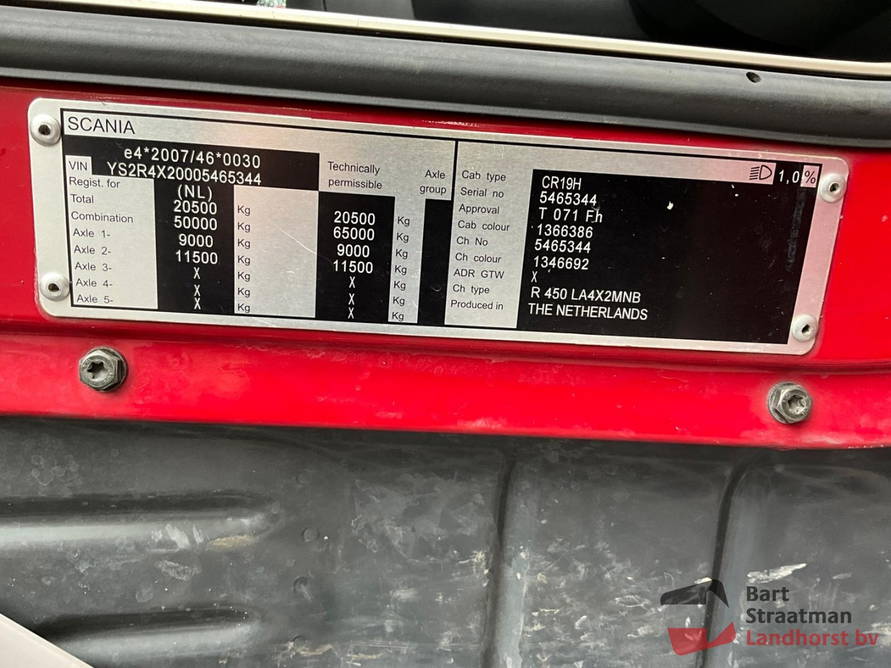 SCANIA
e4*2007/46*0030
VIN YS2R4X20005465344
Technically permissible
Axle group
Regist. for (NL)
Total 20500 Kg 20500 Kg
Combination 50000 Kg 65000 Kg
Axle 1- 9000 Kg 9000 Kg
Axle 2- 11500 Kg 11500 Kg
Axle 3- X Kg X Kg
Axle 4- X Kg X Kg
Axle 5- X Kg X Kg
1,0%
Cab type CR19H
Serial no 5465344
Approval T 071 Fh
Cab colour 1366386
Ch No 5465344
Ch colour 1346692
ADR GTW X
Ch type R 450 LA4X2MNB
Produced in THE NETHERLANDS
Bart
Straatman
Landhorst bv